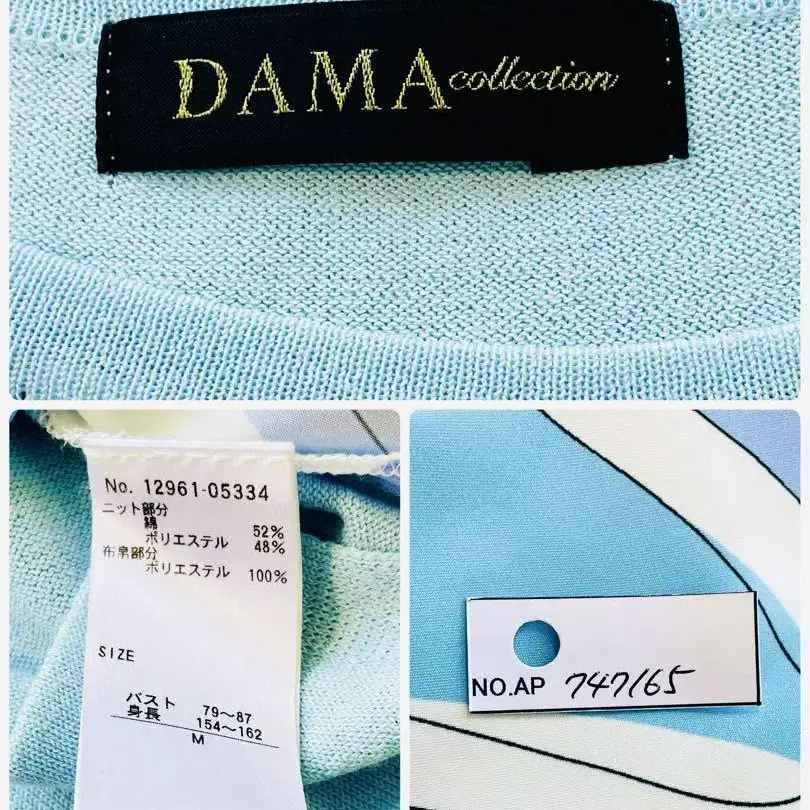 DAMA collection
No. 12961-05334
ニット部分
綿 52%
ポリエステル 48%
布帛部分
ポリエステル 100%
SIZE
バスト 79〜87
身長 154〜162
M
NO.AP 747165